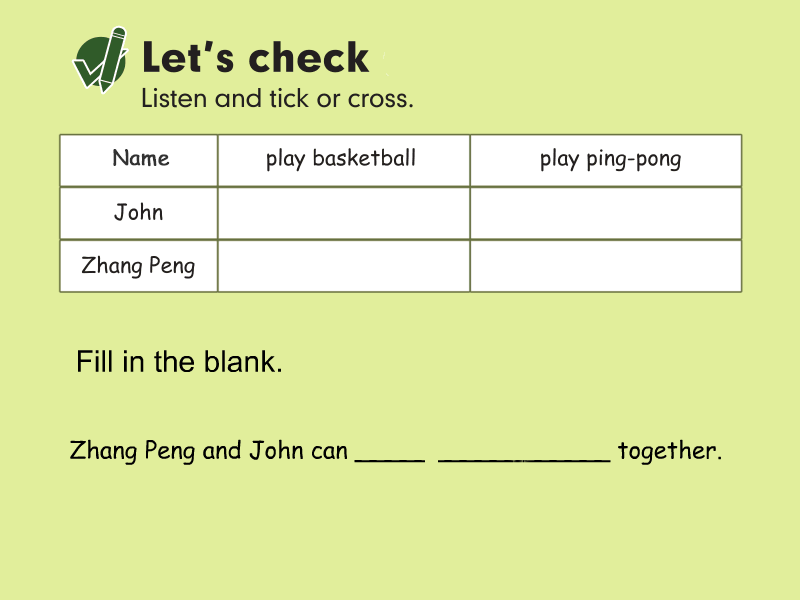 Let's check
Listen and tick or cross.
Name play basketball play ping-pong
John
Zhang Peng
Fill in the blank.
Zhang Peng and John can _____ ____________ together.